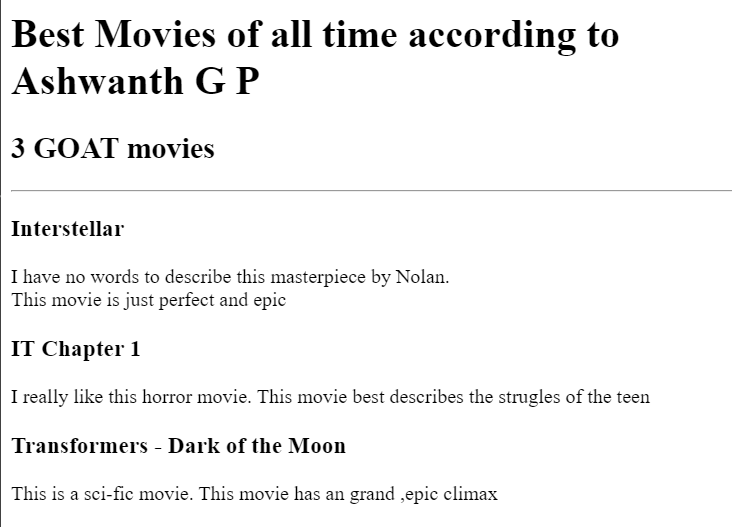 Best Movies of all time according to
Ashwanth G P
3 GOAT movies
Interstellar
I have no words to describe this masterpiece by Nolan.
This movie is just perfect and epic
IT Chapter 1
I really like this horror movie. This movie best describes the strugles of the teen
Transformers - Dark of the Moon
This is a sci-fic movie. This movie has an grand ,epic climax